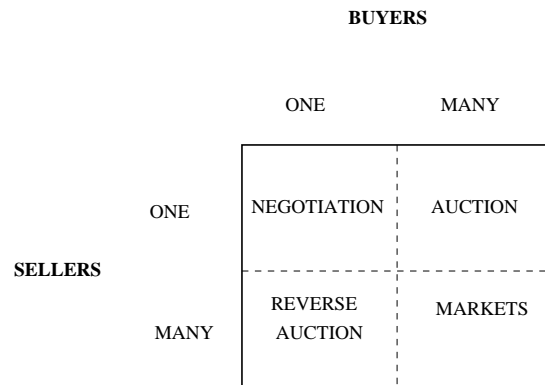 BUYERS
ONE MANY
ONE NEGOTIATION AUCTION
SELLERS
MANY REVERSE AUCTION MARKETS